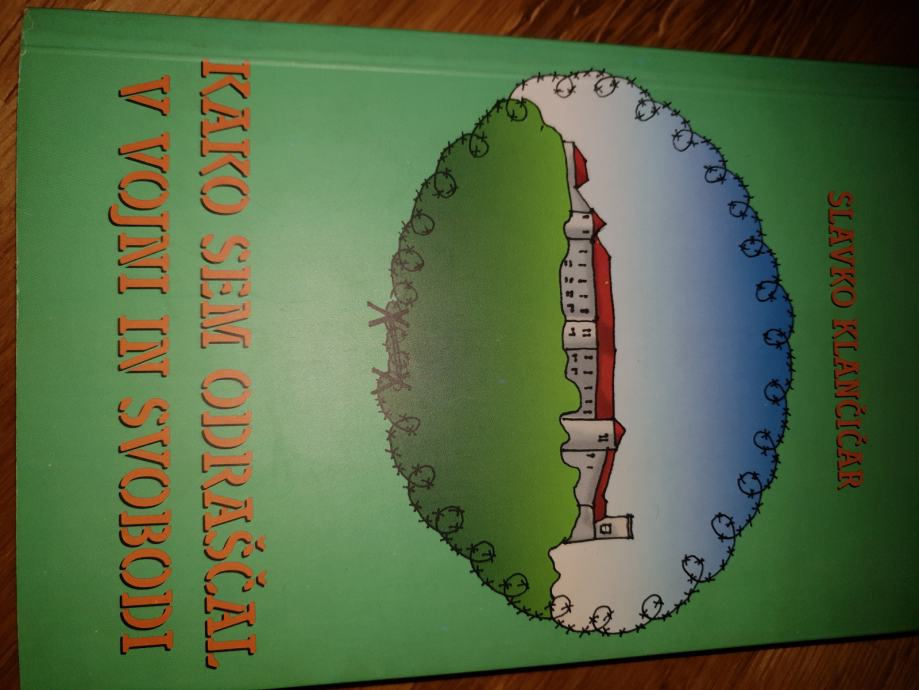 SLAVKO KLANČIČAR
KAKO SEM ODRAŠČAL
V VOJNI IN SVOBODI